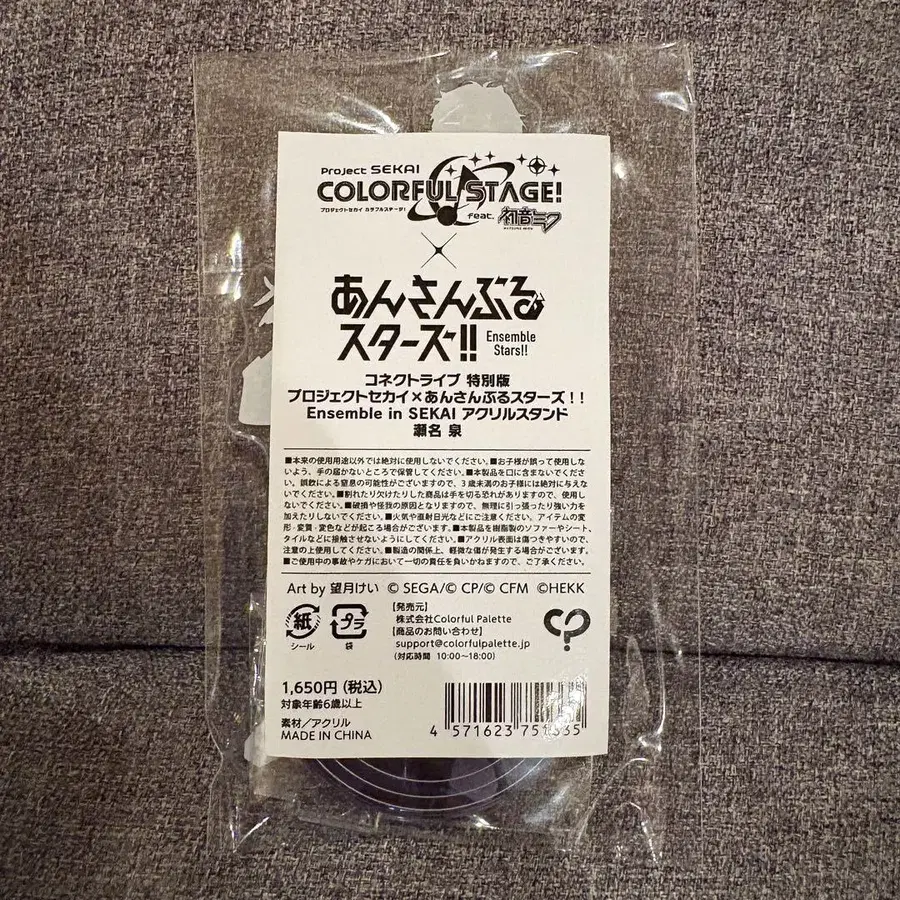 Project SEKAI
COLORFUL STAGE!
プロジェクトセカイ カラフルステージ!
feat. 初音ミク
HATSUNE MIKU
×
あんさんぶる
スターズ!!
Ensemble
Stars!!
コネクトライブ 特別版
プロジェクトセカイ×あんさんぶるスターズ!!
Ensemble in SEKAI アクリルスタンド
瀬名 泉
■本来の使用用途以外では絶対に使用しないでください。■お子様が誤って使用しな
いよう、手の届かないところで保管してください。■本製品を口に含まないでくださ
い。誤飲による窒息の可能性がございますので、3歳未満のお子様には絶対に与えな
いでください。■割れたり欠けたりした商品は手を切る恐れがありますので、使用し
ないでください。■破損や怪我の原因となりますので、無理に引っ張ったり強い力を
加えたりしないでください。■火気や直射日光などにご注意ください。アイテムの変
形・変質・変色などが起こる場合がございます。■本製品を樹脂製のソファーやシート、
タイルなどに接触させないようにしてください。■アクリル表面は傷つきやすいので、
注意の上使用してください。■製造の関係上、軽微な傷が発生する場合がございます。
■ご使用中の事故やケガにおいて一切の責任を負いかねますので、ご了承ください。
Art by 望月けい © SEGA/© CP/© CFM ©HEKK
紙
シール
プラ
袋
【発売元】
株式会社Colorful Palette
【商品のお問い合わせ】
support@colorfulpalette.jp
(対応時間 10:00~18:00)
1,650円(税込)
対象年齢6歳以上
素材/アクリル
MADE IN CHINA
4 571623 751535